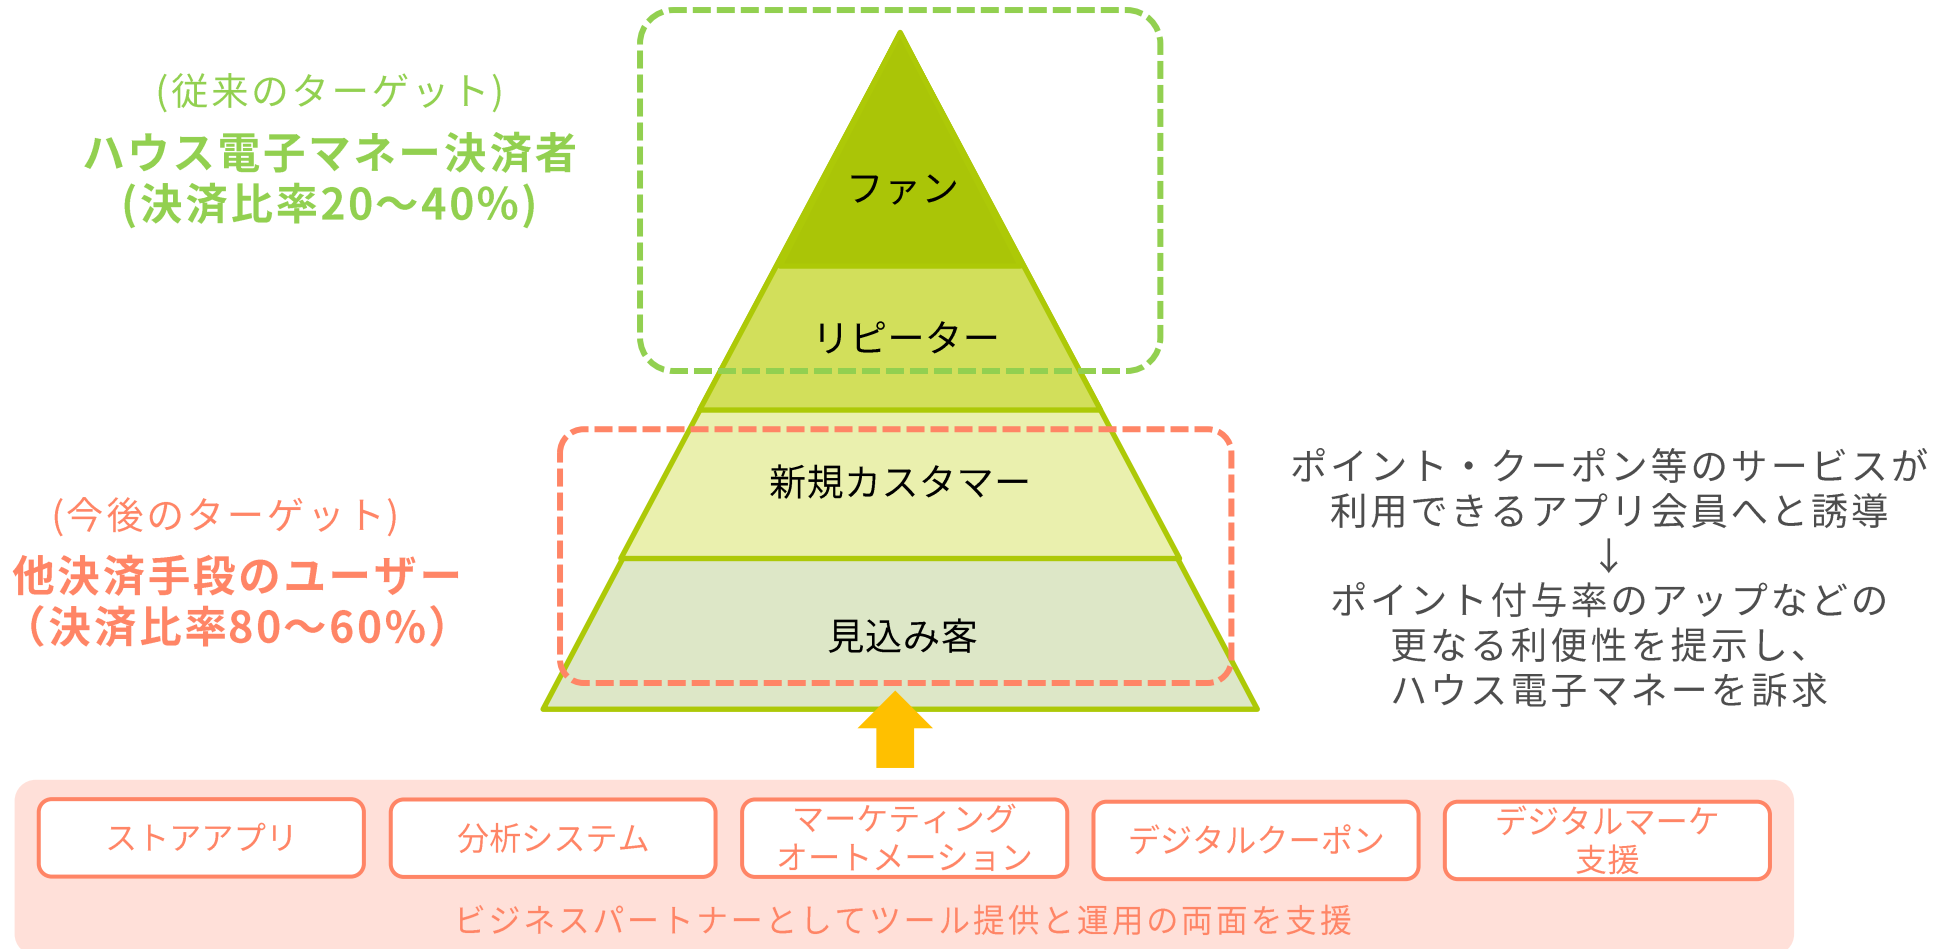 (従来のターゲット)
ハウス電子マネー決済者
(決済比率20～40%)
ファン
リピーター
新規カスタマー
見込み客
(今後のターゲット)
他決済手段のユーザー
（決済比率80～60%）
ポイント・クーポン等のサービスが
利用できるアプリ会員へと誘導
↓
ポイント付与率のアップなどの
更なる利便性を提示し、
ハウス電子マネーを訴求
ストアアプリ
分析システム
マーケティング
オートメーション
デジタルクーポン
デジタルマーケ
支援
ビジネスパートナーとしてツール提供と運用の両面を支援